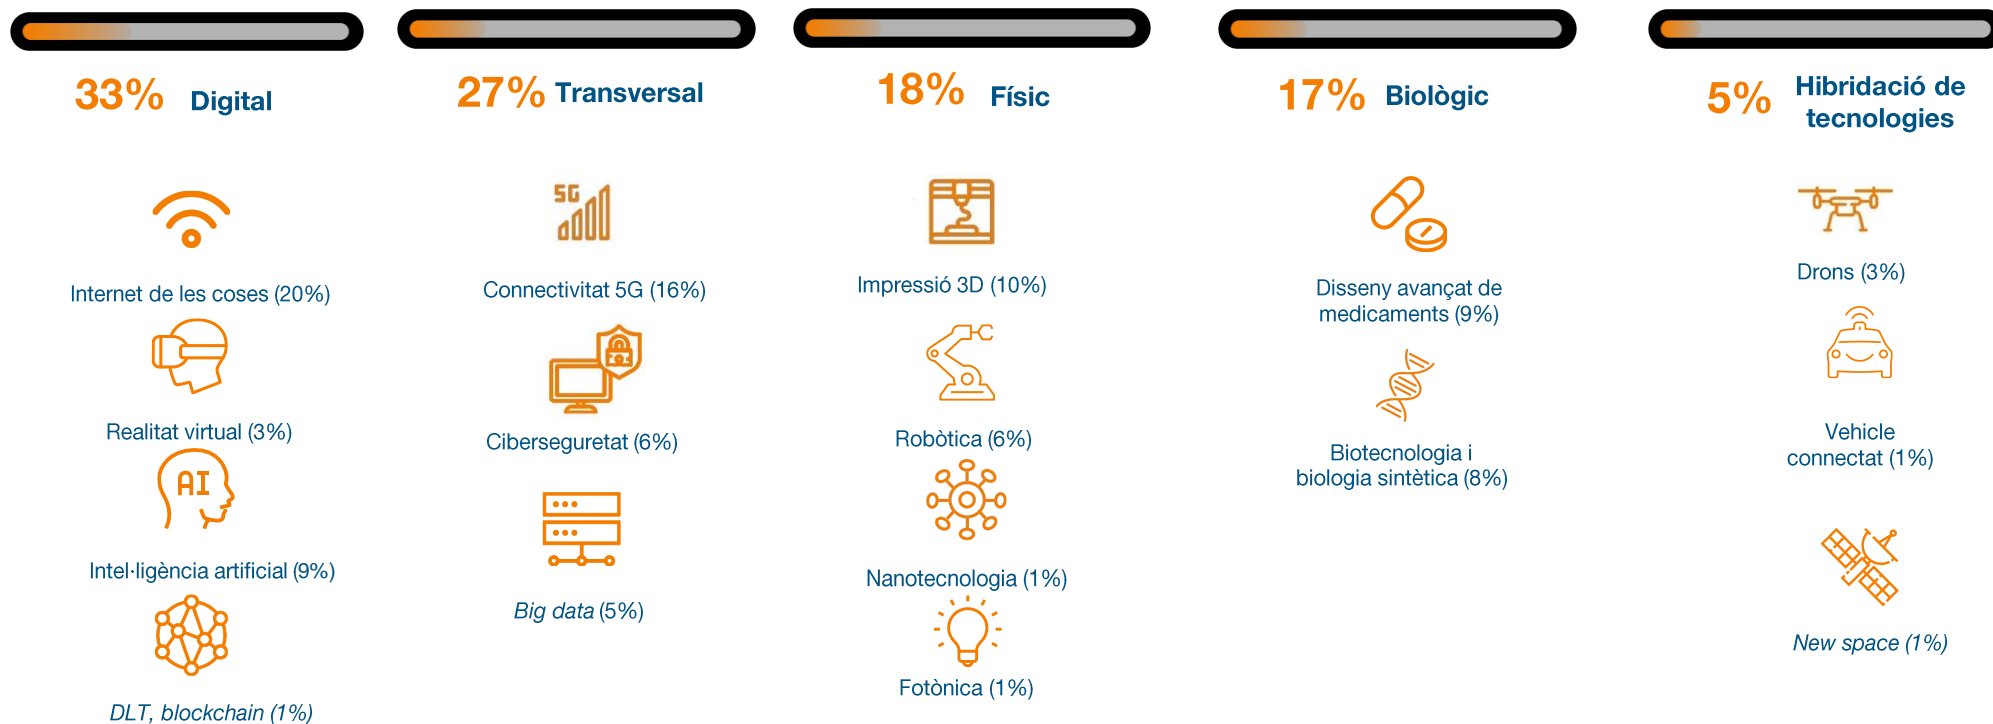 33% Digital
Internet de les coses (20%)
Realitat virtual (3%)
AI
Intel·ligència artificial (9%)
DLT, blockchain (1%)
27% Transversal
5G
Connectivitat 5G (16%)
Ciberseguretat (6%)
Big data (5%)
18% Físic
Impressió 3D (10%)
Robòtica (6%)
Nanotecnologia (1%)
Fotònica (1%)
17% Biològic
Disseny avançat de
medicaments (9%)
Biotecnologia i
biologia sintètica (8%)
5% Hibridació de
tecnologies
Drons (3%)
Vehicle
connectat (1%)
New space (1%)